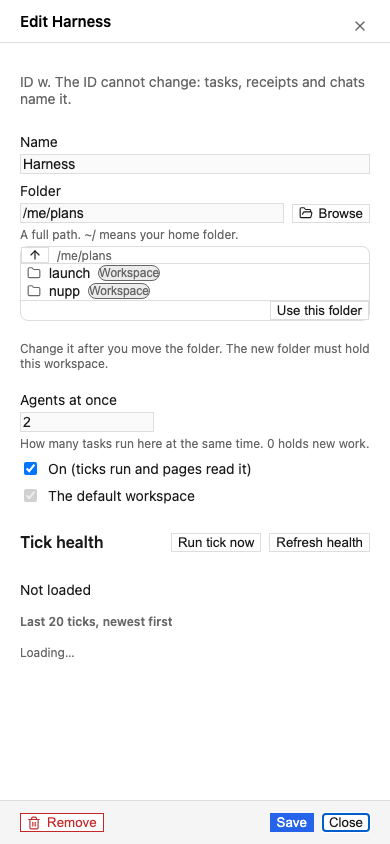 Edit Harness
ID w. The ID cannot change: tasks, receipts and chats
name it.
Name
Harness
Folder
/me/plans
Browse
A full path. ~/ means your home folder.
/me/plans
launch Workspace
nupp Workspace
Use this folder
Change it after you move the folder. The new folder must hold
this workspace.
Agents at once
2
How many tasks run here at the same time. 0 holds new work.
On (ticks run and pages read it)
The default workspace
Tick health
Run tick now
Refresh health
Not loaded
Last 20 ticks, newest first
Loading...
Remove
Save
Close